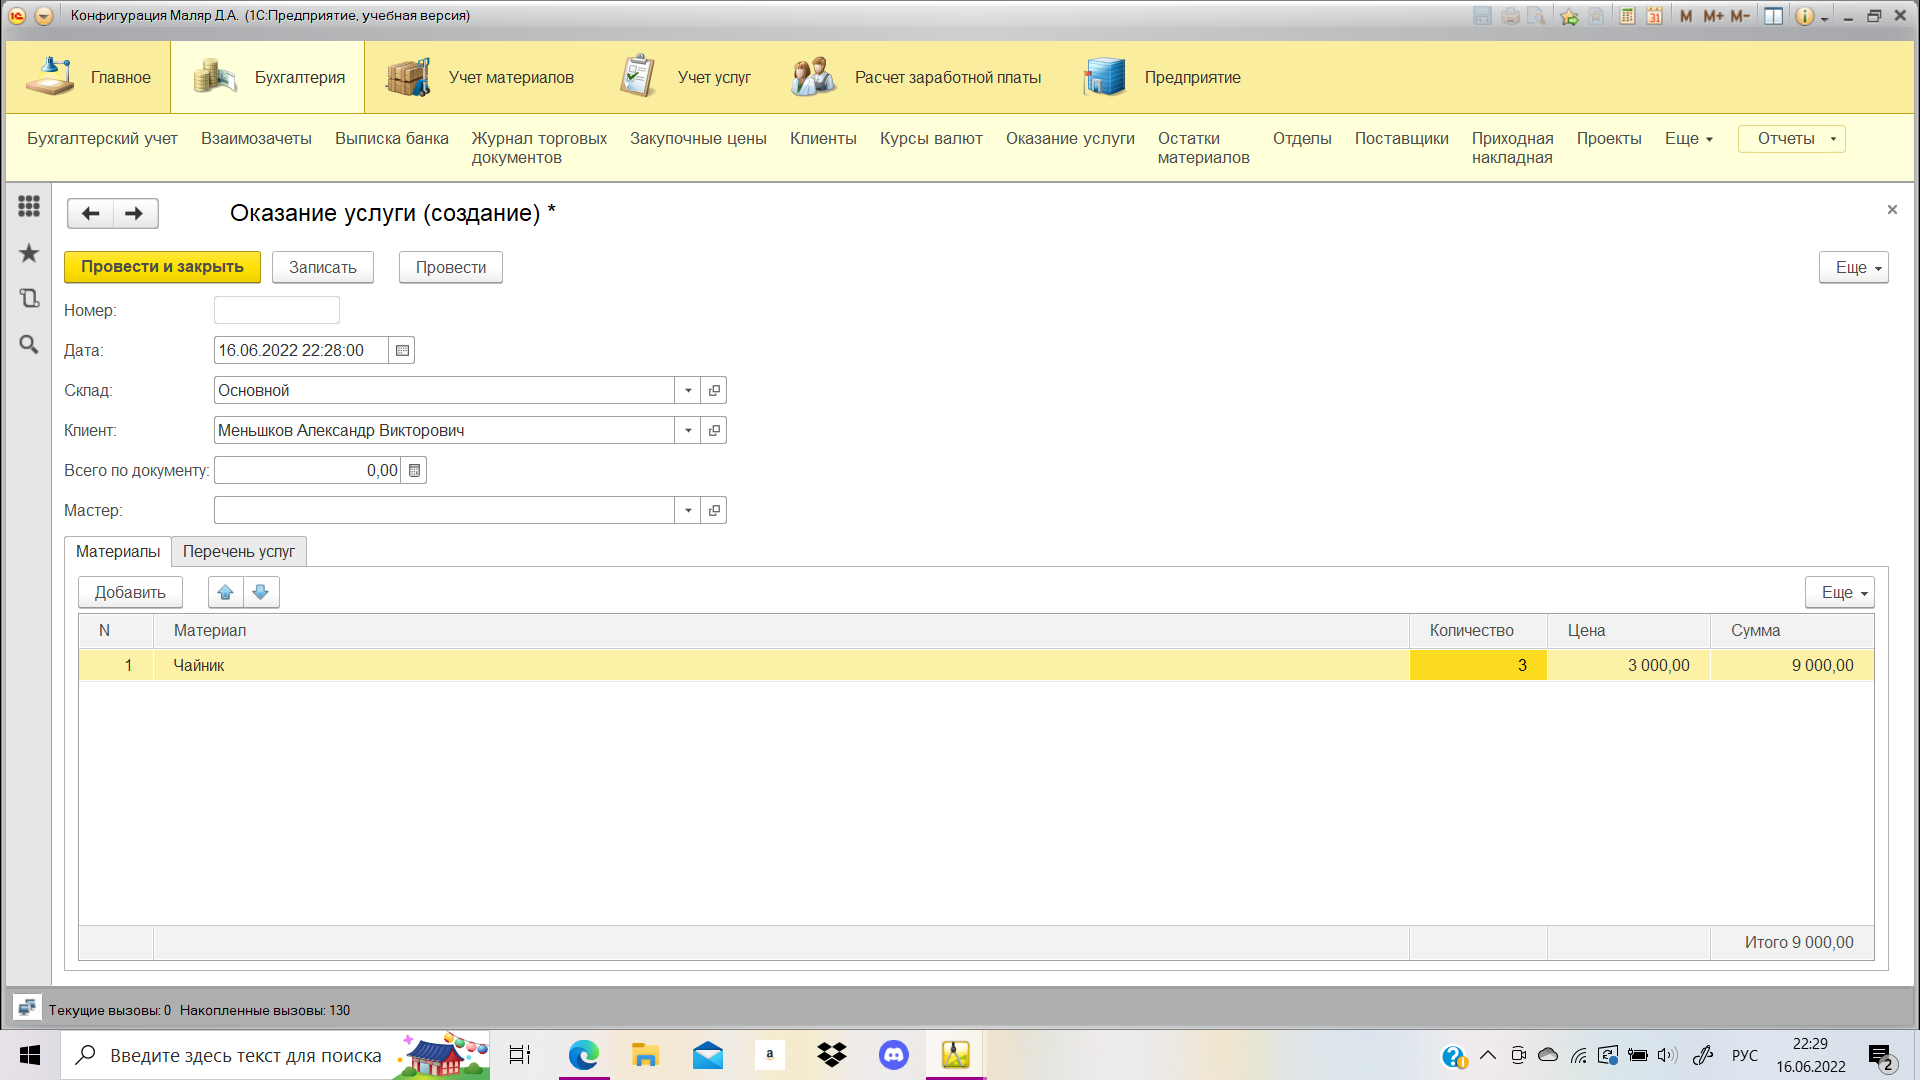 Конфигурация Маляр Д.А. (1С:Предприятие, учебная версия)
M M+ M-
Главное
Бухгалтерия
Учет материалов
Учет услуг
Расчет заработной платы
Предприятие
Бухгалтерский учет
Взаимозачеты
Выписка банка
Журнал торговых
документов
Закупочные цены
Клиенты
Курсы валют
Оказание услуги
Остатки
материалов
Отделы
Поставщики
Приходная
накладная
Проекты
Еще
Отчеты
Оказание услуги (создание) *
Провести и закрыть
Записать
Провести
Еще
Номер:
Дата: 16.06.2022 22:28:00
Склад: Основной
Клиент: Меньшков Александр Викторович
Всего по документу: 0,00
Мастер:
Материалы
Перечень услуг
Добавить
Еще
N Материал Количество Цена Сумма
1 Чайник 3 3 000,00 9 000,00
Итого 9 000,00
Текущие вызовы: 0 Накопленные вызовы: 130
Введите здесь текст для поиска
a
РУС
22:29
16.06.2022
2